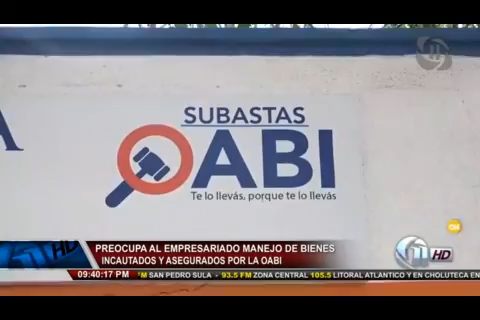 A
SUBASTAS
OABI
Te lo llevás, porque te lo llevás
ON
PREOCUPA AL EMPRESARIADO MANEJO DE BIENES
INCAUTADOS Y ASEGURADOS POR LA OABI
HD
HD
09:40:17 PM
M SAN PEDRO SULA - 93.5 FM ZONA CENTRAL 105.5 LITORAL ATLANTICO Y EN CHOLUTECA EN